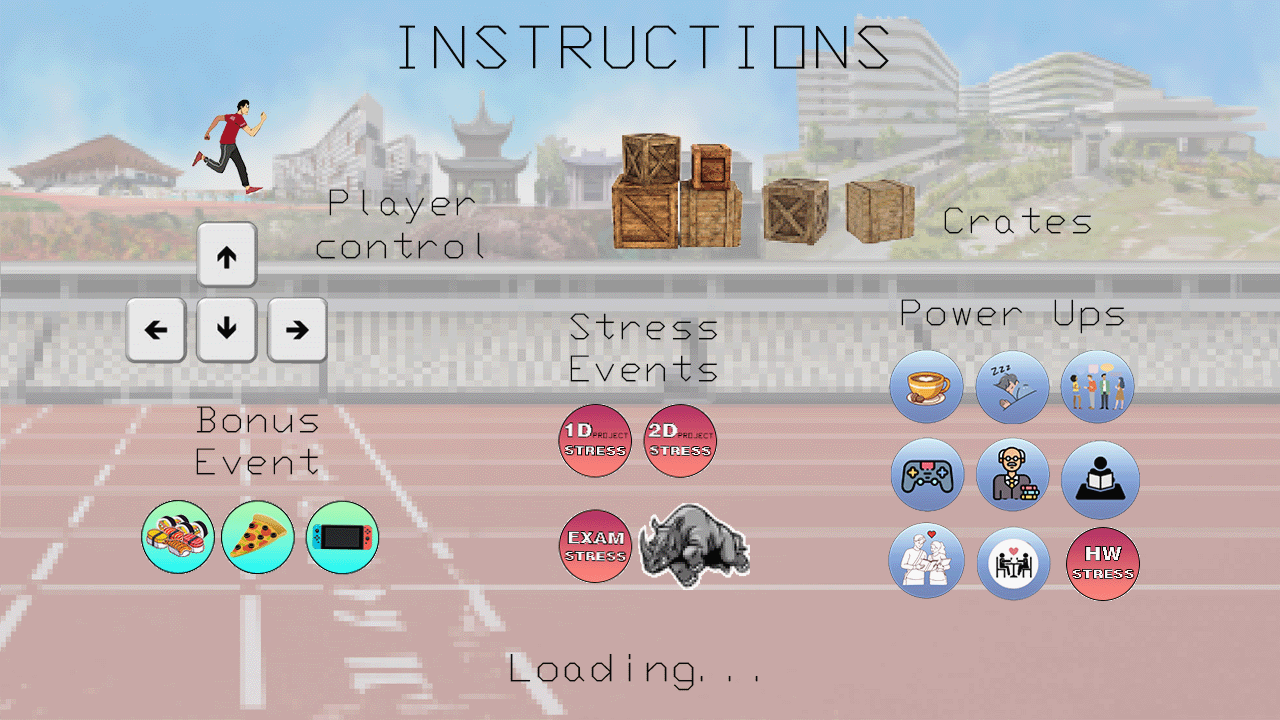 INSTRUCTIONS
Player
control
Crates
Power Ups
Stress
Events
zzz
Bonus
Event
1D PROJECT
STRESS
2D PROJECT
STRESS
EXAM
STRESS
HW
STRESS
Loading...